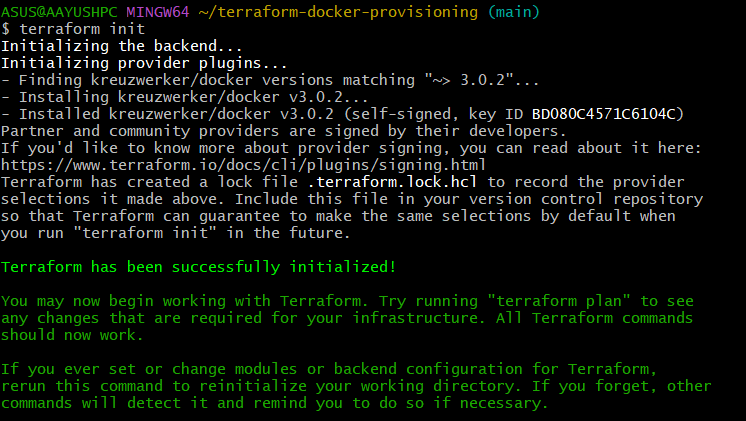 ASUS@AAYUSHPC MINGW64 ~/terraform-docker-provisioning (main)
$ terraform init
Initializing the backend...
Initializing provider plugins...
- Finding kreuzwerker/docker versions matching "~> 3.0.2"...
- Installing kreuzwerker/docker v3.0.2...
- Installed kreuzwerker/docker v3.0.2 (self-signed, key ID BD080C4571C6104C)
Partner and community providers are signed by their developers.
If you'd like to know more about provider signing, you can read about it here:
https://www.terraform.io/docs/cli/plugins/signing.html
Terraform has created a lock file .terraform.lock.hcl to record the provider
selections it made above. Include this file in your version control repository
so that Terraform can guarantee to make the same selections by default when
you run "terraform init" in the future.
Terraform has been successfully initialized!
You may now begin working with Terraform. Try running "terraform plan" to see
any changes that are required for your infrastructure. All Terraform commands
should now work.
If you ever set or change modules or backend configuration for Terraform,
rerun this command to reinitialize your working directory. If you forget, other
commands will detect it and remind you to do so if necessary.